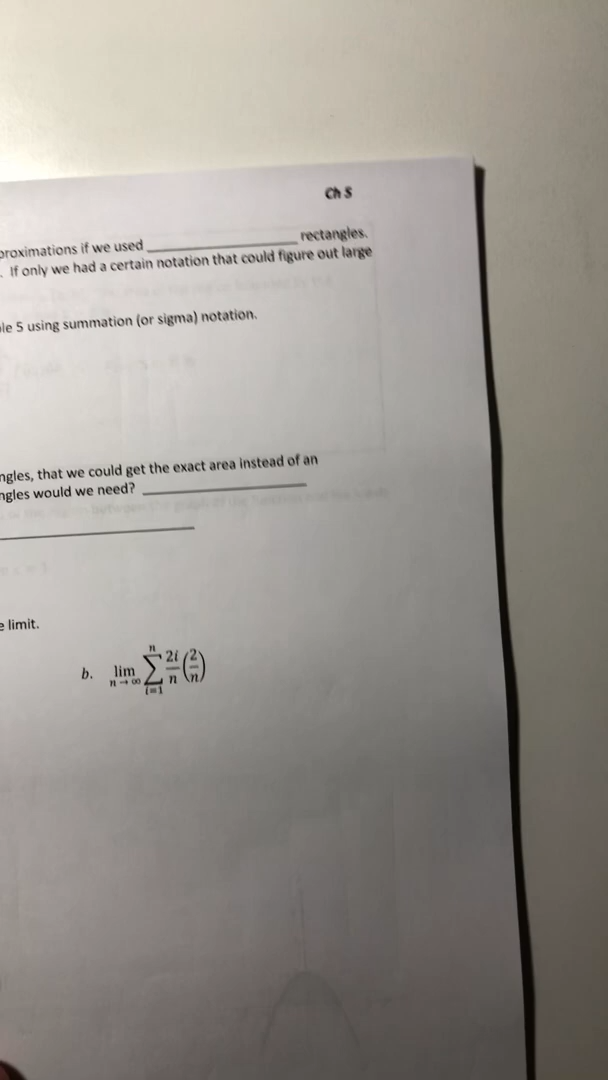 Ch 5
proximations if we used ____________ rectangles.
. If only we had a certain notation that could figure out large
le 5 using summation (or sigma) notation.
ngles, that we could get the exact area instead of an
ngles would we need? ____________
e limit.
b. lim n→∞ n ∑ i=1 2i/n (2/n)